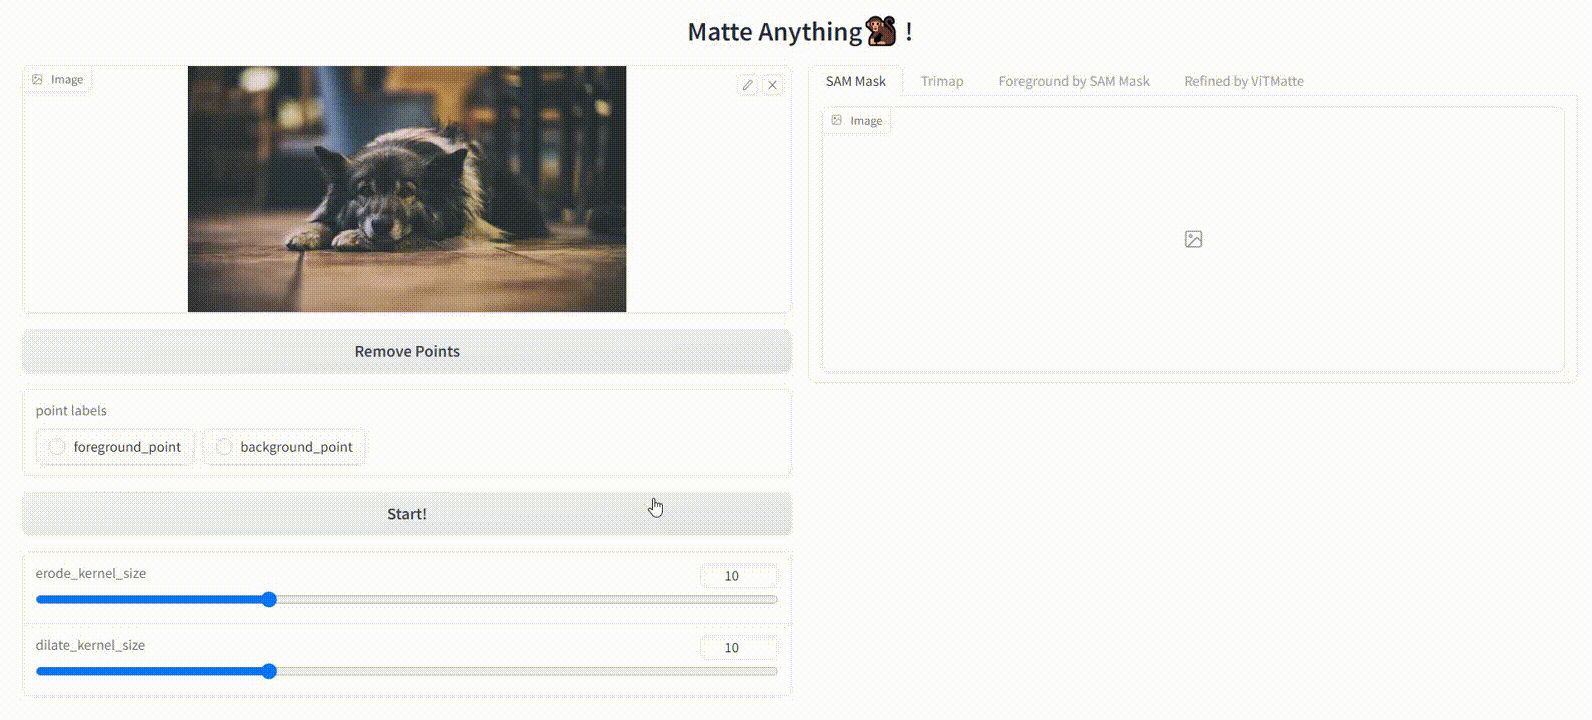 Matte Anything🐒 !
Image
Remove Points
point labels
foreground_point
background_point
Start!
erode_kernel_size
10
dilate_kernel_size
10
SAM Mask
Trimap
Foreground by SAM Mask
Refined by ViTMatte
Image